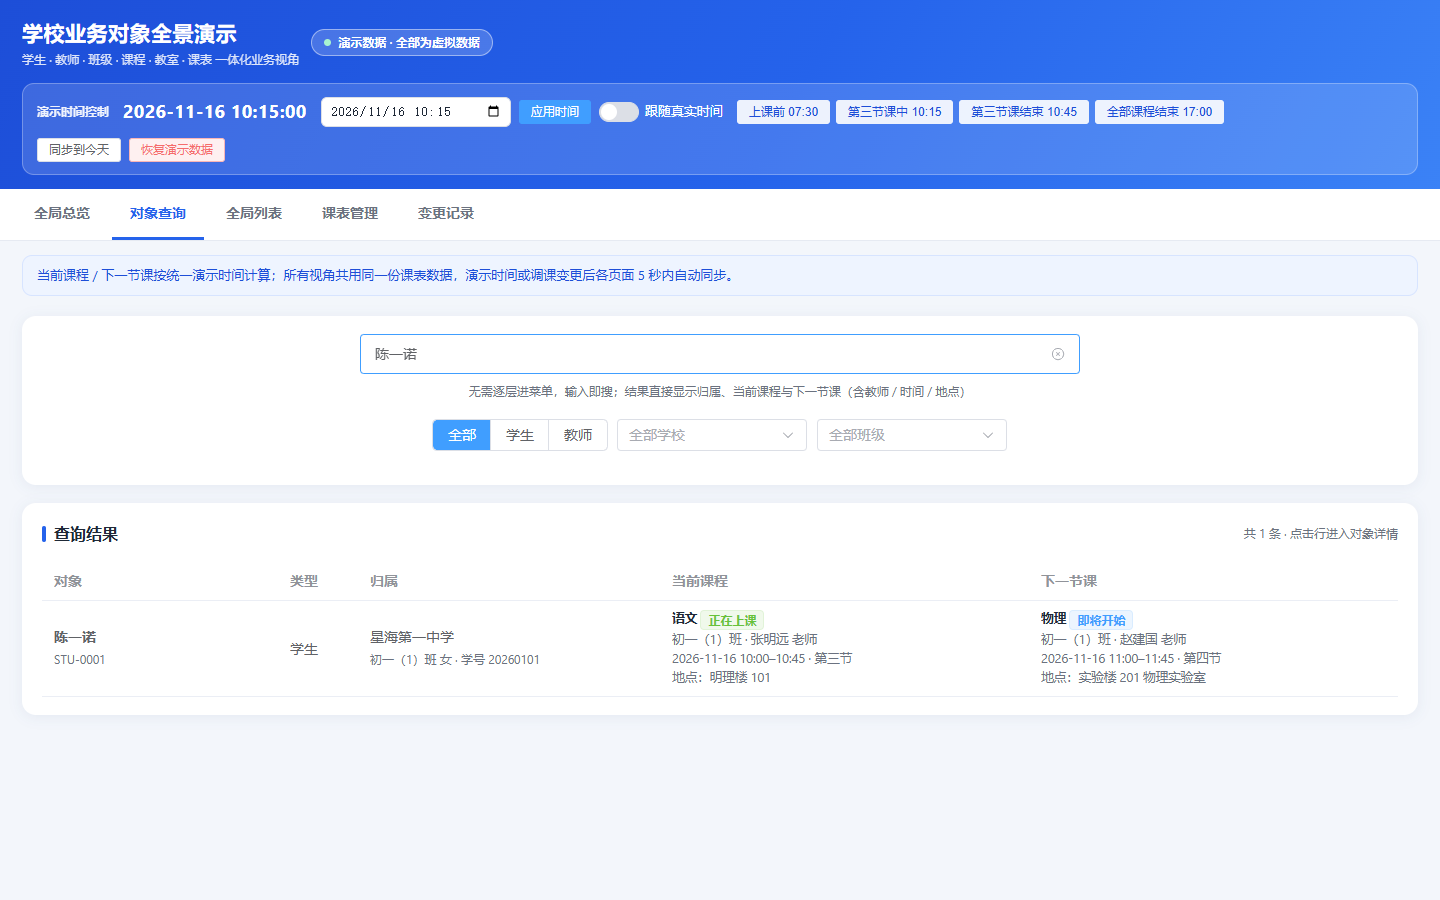 学校业务对象全景演示
演示数据 · 全部为虚拟数据
学生 · 教师 · 班级 · 课程 · 教室 · 课表 一体化业务视角
演示时间控制 2026-11-16 10:15:00 2026/11/16 10:15 应用时间 跟随真实时间 上课前 07:30 第三节课中 10:15 第三节课结束 10:45 全部课程结束 17:00
同步到今天 恢复演示数据
全局总览 对象查询 全局列表 课表管理 变更记录
当前课程 / 下一节课按统一演示时间计算；所有视角共用同一份课表数据，演示时间或调课变更后各页面 5 秒内自动同步。
陈一诺
无需逐层进菜单，输入即搜；结果直接显示归属、当前课程与下一节课（含教师 / 时间 / 地点）
全部 学生 教师 全部学校 全部班级
查询结果 共 1 条 · 点击行进入对象详情
对象 类型 归属 当前课程 下一节课
陈一诺
STU-0001
学生
星海第一中学
初一（1）班 女 · 学号 20260101
语文 正在上课
初一（1）班 · 张明远 老师
2026-11-16 10:00–10:45 · 第三节
地点：明理楼 101
物理 即将开始
初一（1）班 · 赵建国 老师
2026-11-16 11:00–11:45 · 第四节
地点：实验楼 201 物理实验室